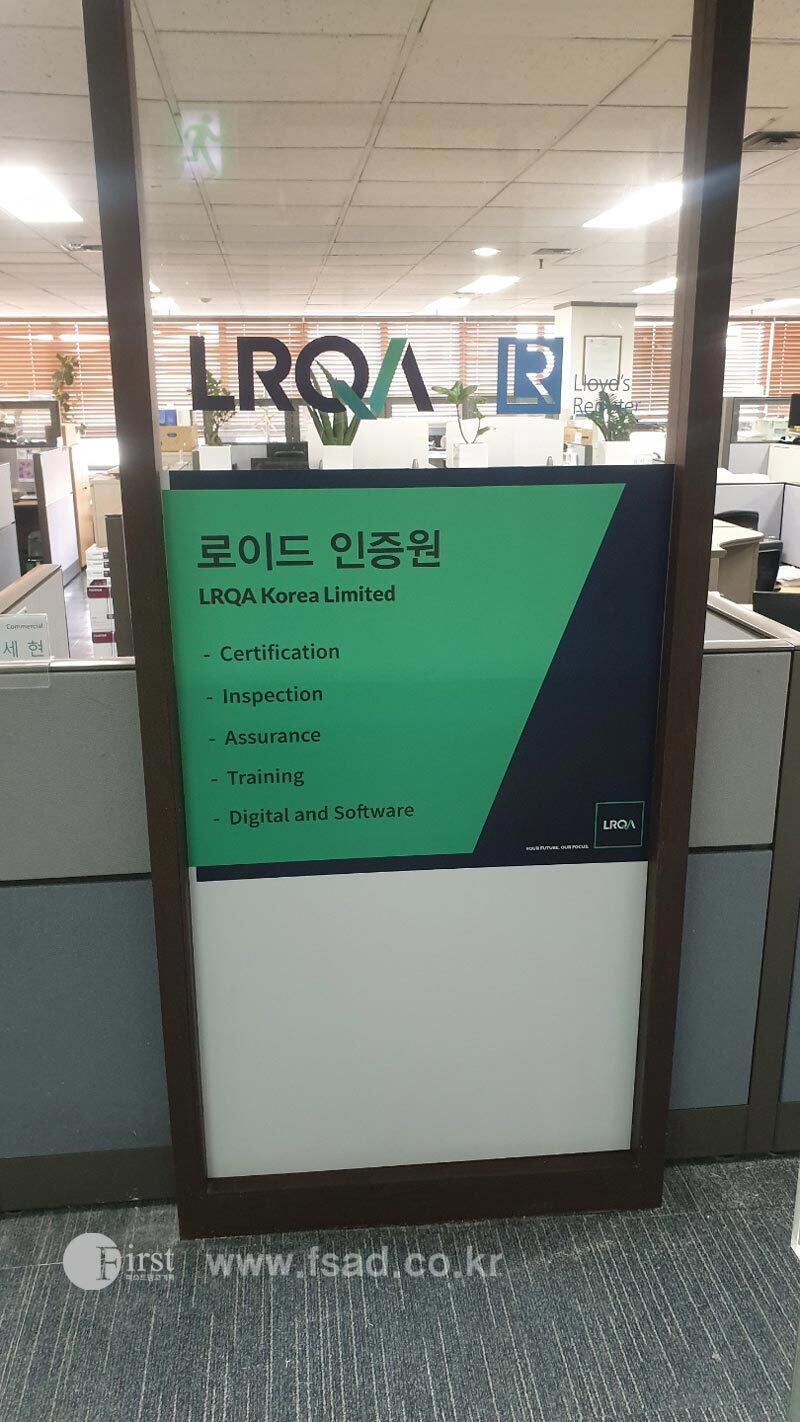 LRQA
LR
Lloyd's
Register
로이드 인증원
LRQA Korea Limited
- Certification
- Inspection
- Assurance
- Training
- Digital and Software
LRQA
YOUR FUTURE. OUR FOCUS.
Commercial
세 현
First
www.fsad.co.kr